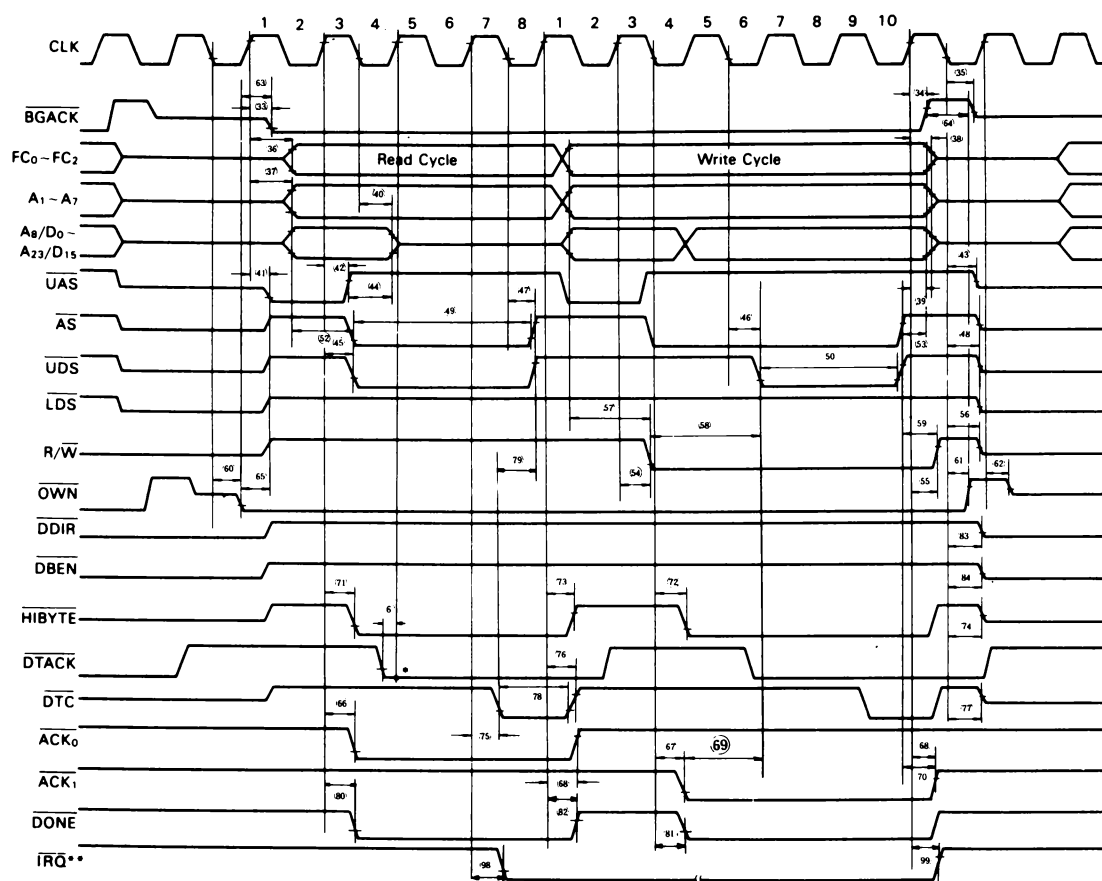 1 2 3 4 5 6 7 8 1 2 3 4 5 6 7 8 9 10
CLK
(63) (35)
(33) (34)
BGACK (64)
36 (38)
FC0~FC2 Read Cycle Write Cycle
(37)
A1~A7 (40)
A8/D0~
A23/D15
(41) (42) 43
UAS (44) (47) (39)
AS 49 (46) 48
(52) (45) (53)
UDS 50
LDS (57) 56
(58) 59
R/W 79 (54)
(60) 65 61 (62)
OWN 55
DDIR 83
DBEN 84
(71) 73 (72)
HIBYTE 6 74
DTACK * 76
DTC 78 77
(66) (75)
ACK0 67 (69) 68
ACK1 (68) 70
(80) (82)
DONE (81)
IRQ** (98) 99